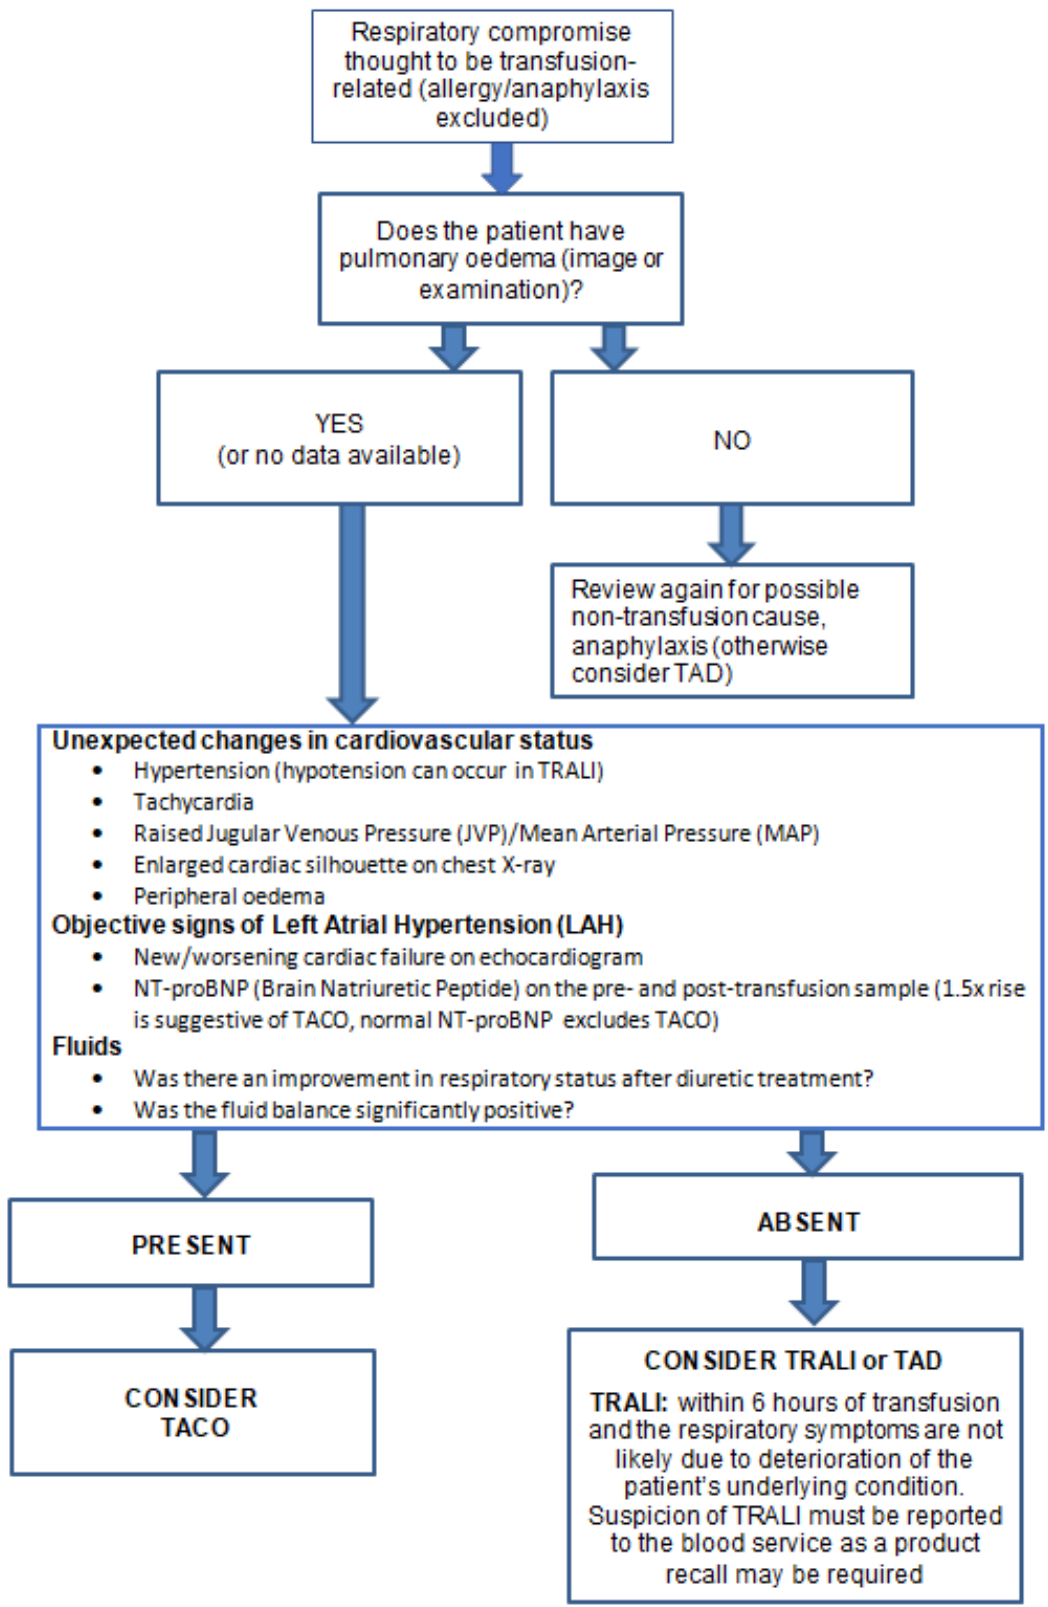 Respiratory compromise
thought to be transfusion-
related (allergy/anaphylaxis
excluded)
Does the patient have
pulmonary oedema (image or
examination)?
YES
(or no data available)
NO
Review again for possible
non-transfusion cause,
anaphylaxis (otherwise
consider TAD)
Unexpected changes in cardiovascular status
• Hypertension (hypotension can occur in TRALI)
• Tachycardia
• Raised Jugular Venous Pressure (JVP)/Mean Arterial Pressure (MAP)
• Enlarged cardiac silhouette on chest X-ray
• Peripheral oedema
Objective signs of Left Atrial Hypertension (LAH)
• New/worsening cardiac failure on echocardiogram
• NT-proBNP (Brain Natriuretic Peptide) on the pre- and post-transfusion sample (1.5x rise
is suggestive of TACO, normal NT-proBNP excludes TACO)
Fluids
• Was there an improvement in respiratory status after diuretic treatment?
• Was the fluid balance significantly positive?
PRESENT
CONSIDER
TACO
ABSENT
CONSIDER TRALI or TAD
TRALI: within 6 hours of transfusion
and the respiratory symptoms are not
likely due to deterioration of the
patient's underlying condition.
Suspicion of TRALI must be reported
to the blood service as a product
recall may be required